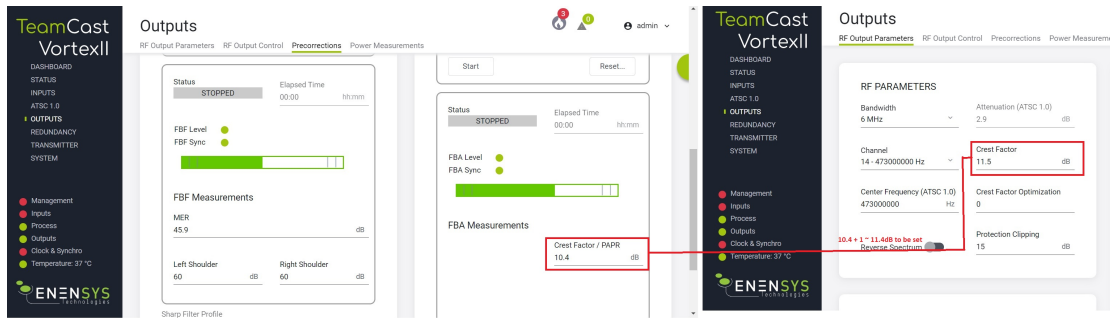 TeamCast
VortexII
DASHBOARD
STATUS
INPUTS
ATSC 1.0
OUTPUTS
REDUNDANCY
TRANSMITTER
SYSTEM
Management
Inputs
Process
Outputs
Clock & Synchro
Temperature: 37 °C
ENENSYS
Technologies
Outputs
3
0
admin
RF Output Parameters RF Output Control Precorrections Power Measurements
Status
STOPPED
Elapsed Time
00:00 hh:mm
FBF Level
FBF Sync
FBF Measurements
MER
45.9 dB
Left Shoulder
60 dB
Right Shoulder
60 dB
Sharp Filter Profile
Start
Reset...
Status
STOPPED
Elapsed Time
00:00 hh:mm
FBA Level
FBA Sync
FBA Measurements
Crest Factor / PAPR
10.4 dB
TeamCast
VortexII
DASHBOARD
STATUS
INPUTS
ATSC 1.0
OUTPUTS
REDUNDANCY
TRANSMITTER
SYSTEM
Management
Inputs
Process
Outputs
Clock & Synchro
Temperature: 37 °C
ENENSYS
Technologies
Outputs
RF Output Parameters RF Output Control Precorrections Power Measureme
RF PARAMETERS
Bandwidth
6 MHz
Attenuation (ATSC 1.0)
2.9 dB
Channel
14 - 473000000 Hz
Crest Factor
11.5 dB
Center Frequency (ATSC 1.0)
473000000 Hz
Crest Factor Optimization
0
10.4 + 1 ~ 11.4dB to be set
Reverse Spectrum
Protection Clipping
15 dB